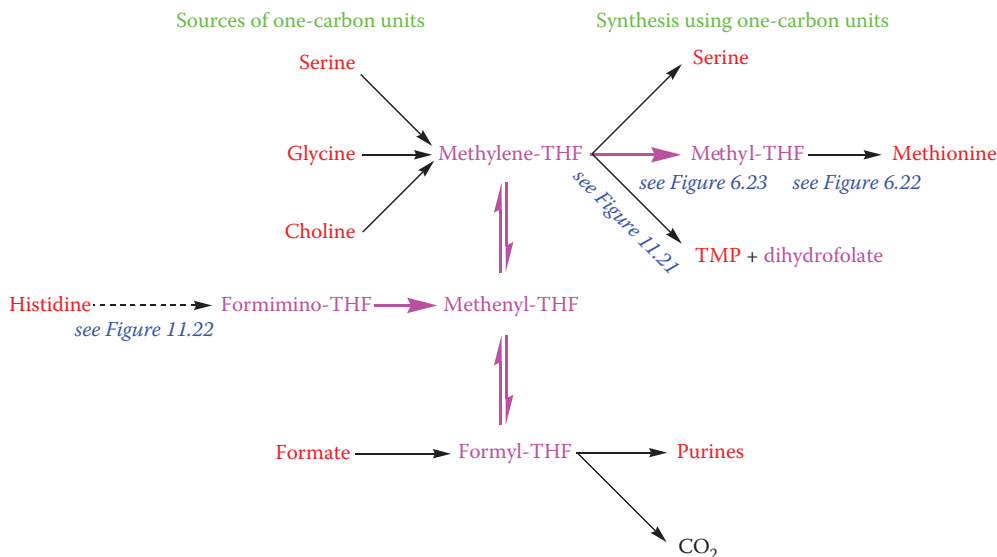 Sources of one-carbon units
Synthesis using one-carbon units
Serine
Serine
Glycine
Methylene-THF
Methyl-THF
Methionine
see Figure 6.23
see Figure 6.22
see Figure 11.21
Choline
TMP + dihydrofolate
Histidine
Formimino-THF
Methenyl-THF
see Figure 11.22
Formate
Formyl-THF
Purines
CO₂